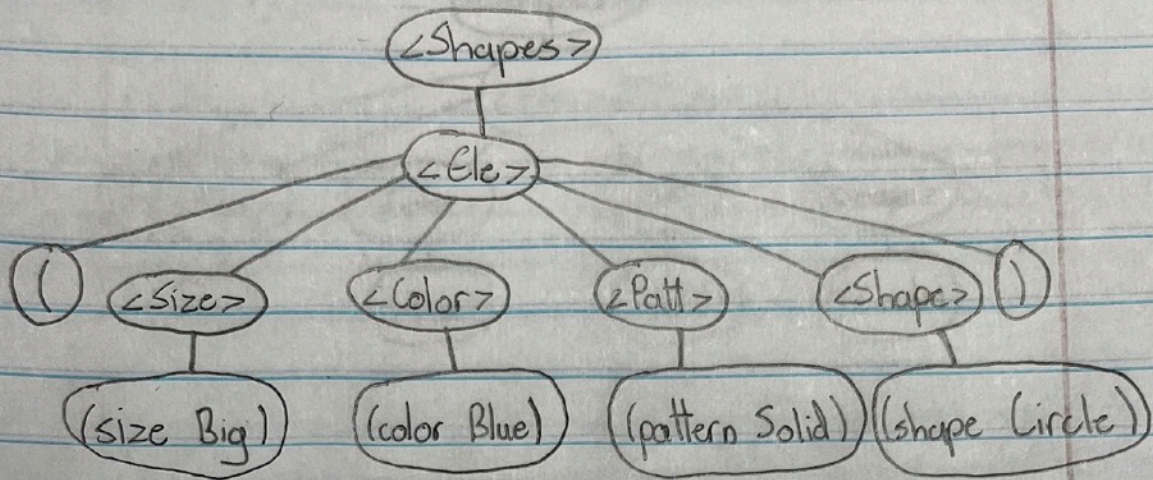 <Shapes>
<Ele>
( <Size> <Color> <Patt> <Shape> )
(size Big) (color Blue) (pattern Solid) (shape Circle)